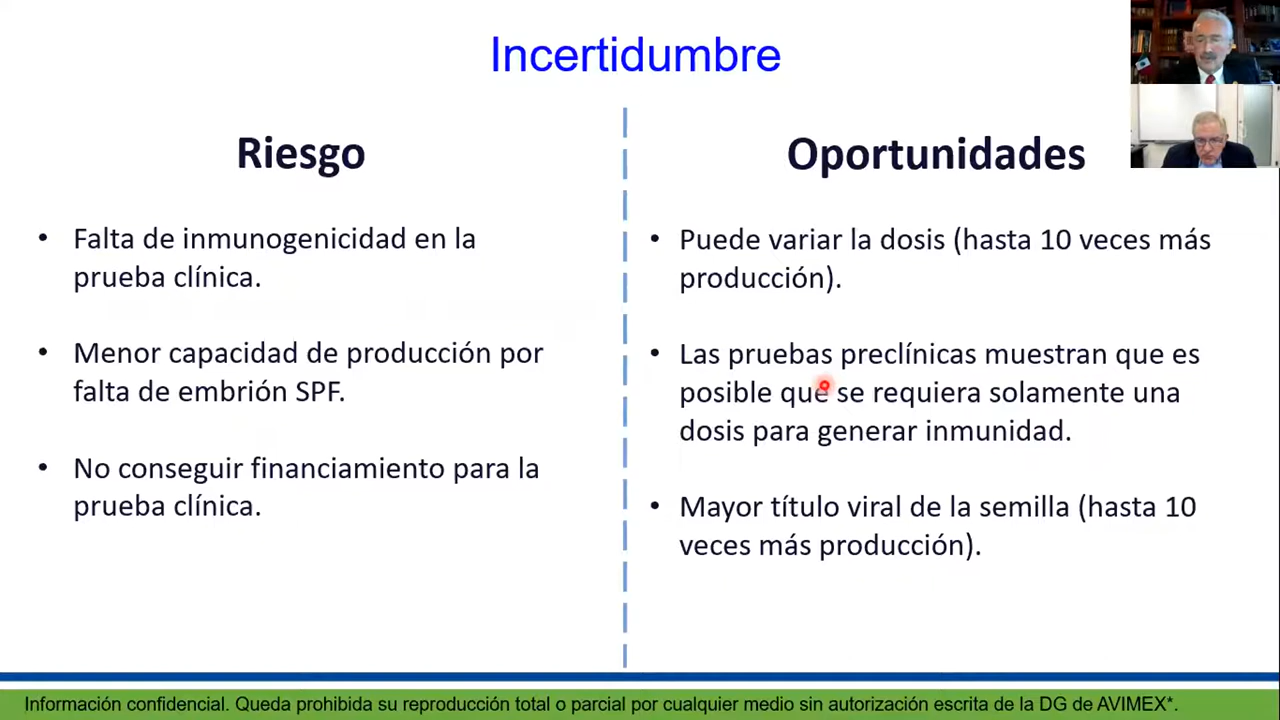 Incertidumbre
Riesgo
• Falta de inmunogenicidad en la
prueba clínica.
• Menor capacidad de producción por
falta de embrión SPF.
• No conseguir financiamiento para la
prueba clínica.
Oportunidades
• Puede variar la dosis (hasta 10 veces más
producción).
• Las pruebas preclínicas muestran que es
posible que se requiera solamente una
dosis para generar inmunidad.
• Mayor título viral de la semilla (hasta 10
veces más producción).
Información confidencial. Queda prohibida su reproducción total o parcial por cualquier medio sin autorización escrita de la DG de AVIMEX*.